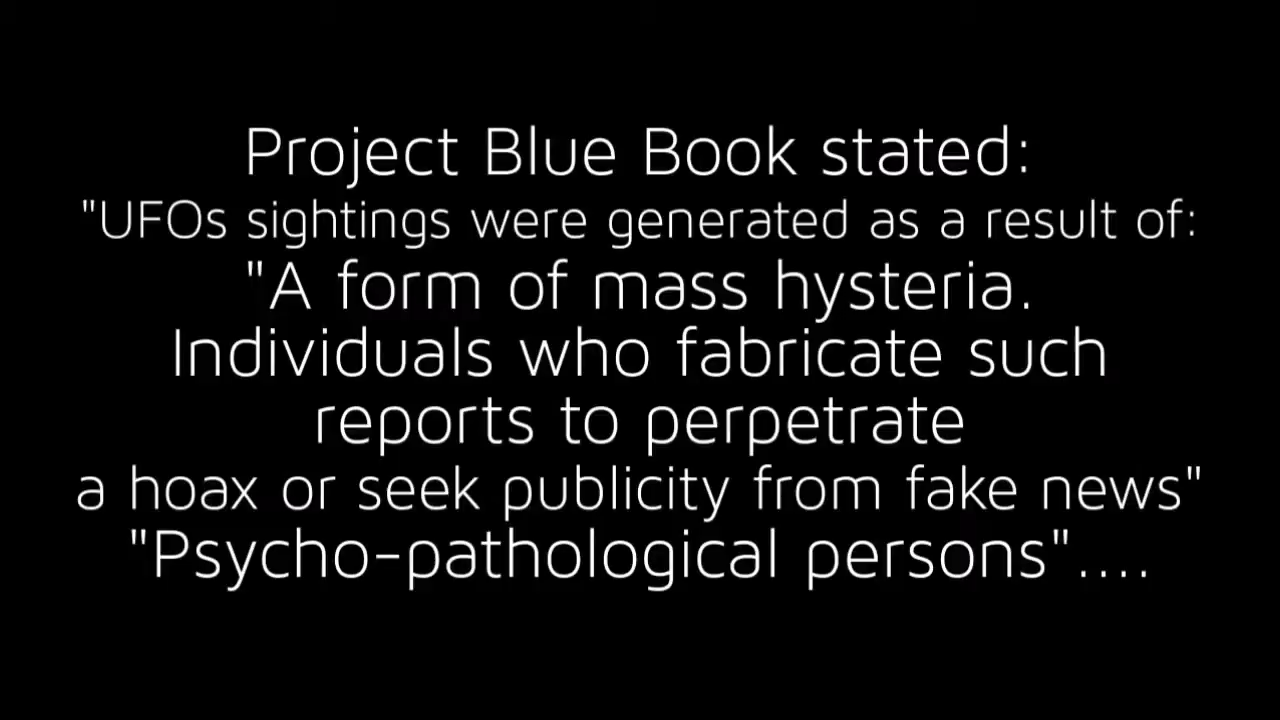 Project Blue Book stated:
"UFOs sightings were generated as a result of:
"A form of mass hysteria.
Individuals who fabricate such
reports to perpetrate
a hoax or seek publicity from fake news"
"Psycho-pathological persons"....